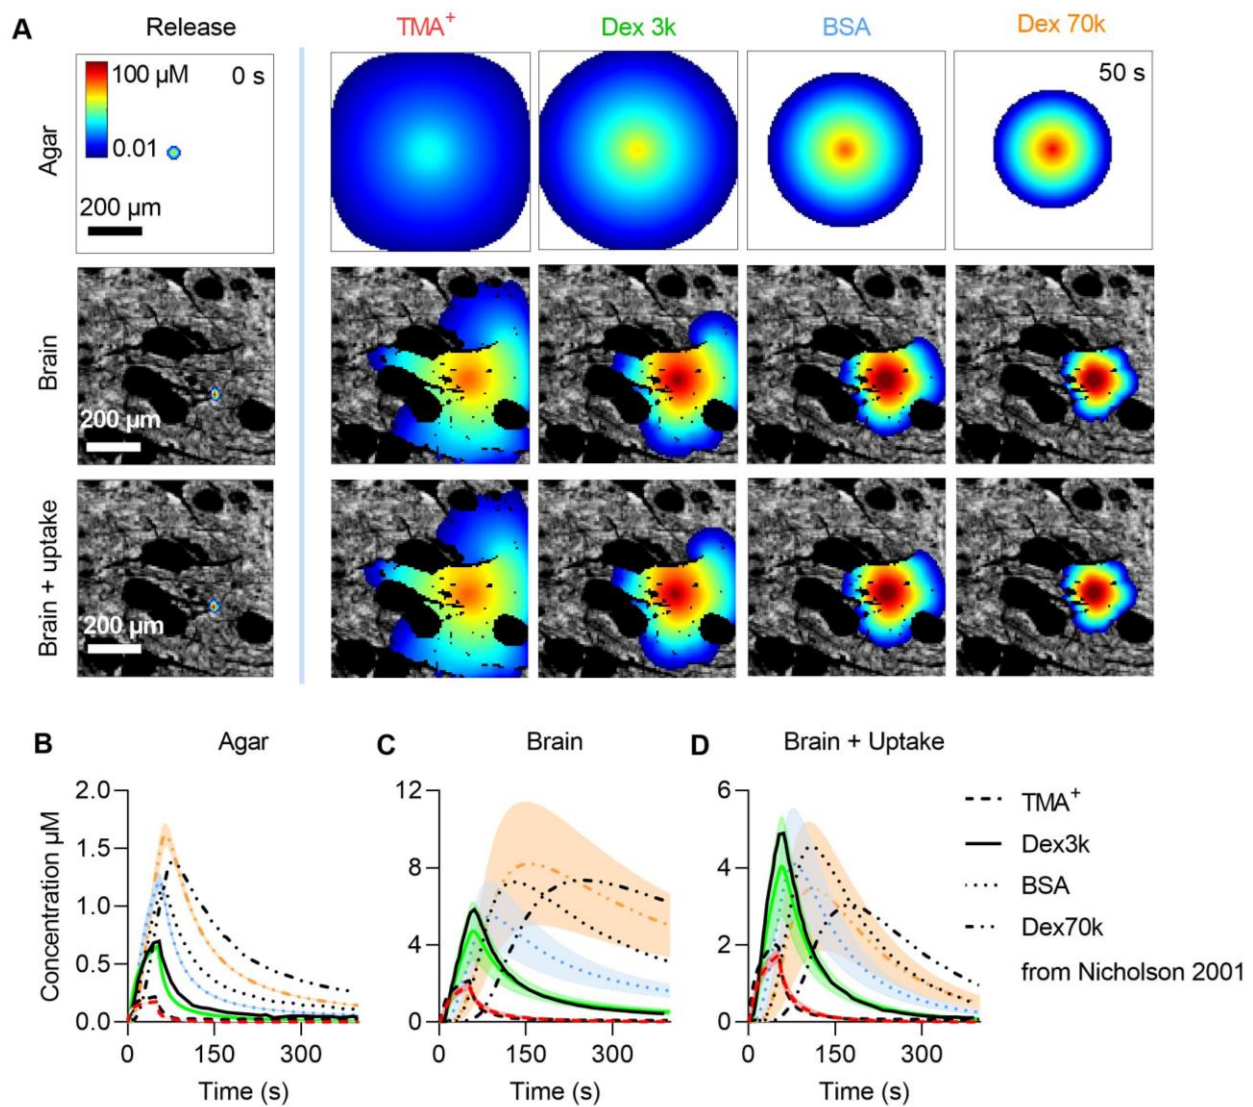 A
Release
TMA+
Dex 3k
BSA
Dex 70k
Agar
100 µM
0.01
0 s
200 µm
50 s
Brain
200 µm
Brain + uptake
200 µm
B
Agar
C
Brain
D
Brain + Uptake
Concentration µM
2.0
1.5
1.0
0.5
0.0
0
150
300
Time (s)
12
8
4
0
0
150
300
Time (s)
6
4
2
0
0
150
300
Time (s)
TMA+
Dex3k
BSA
Dex70k
from Nicholson 2001